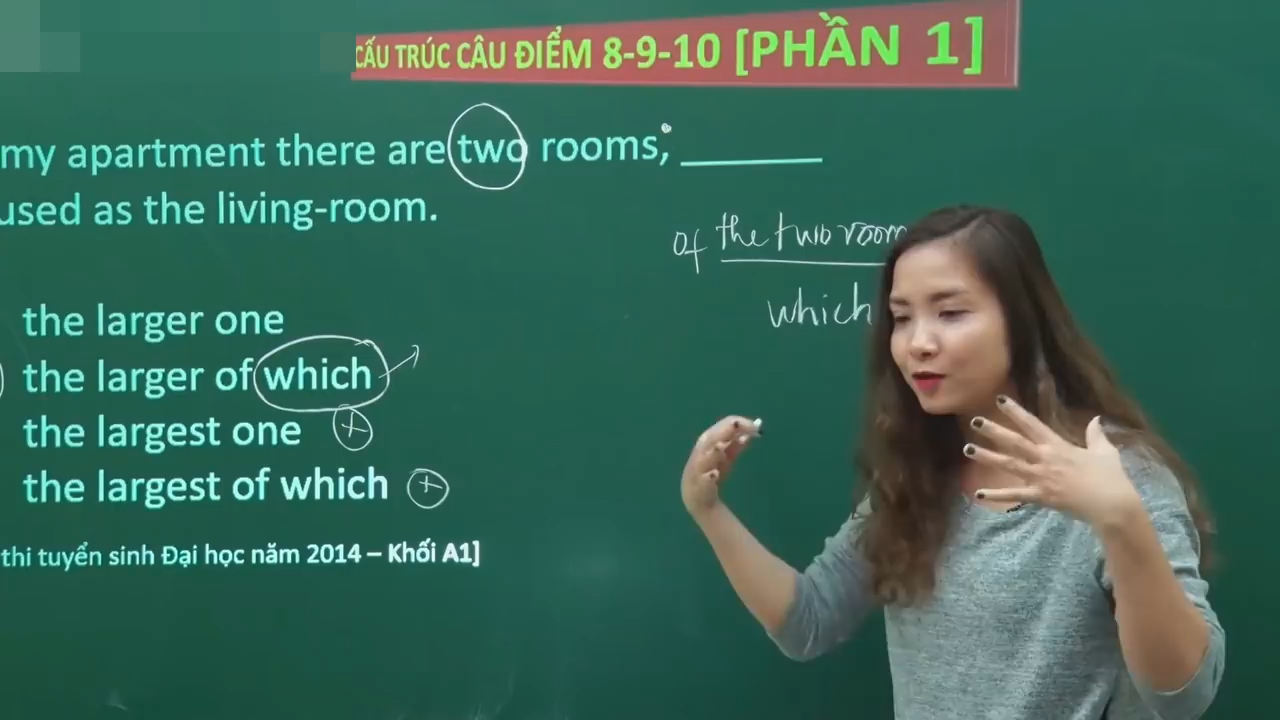 CẤU TRÚC CÂU ĐIỂM 8-9-10 [PHẦN 1]
my apartment there are two rooms, ________
used as the living-room.
of the two room
which
the larger one
the larger of which
the largest one
the largest of which
thi tuyển sinh Đại học năm 2014 – Khối A1]